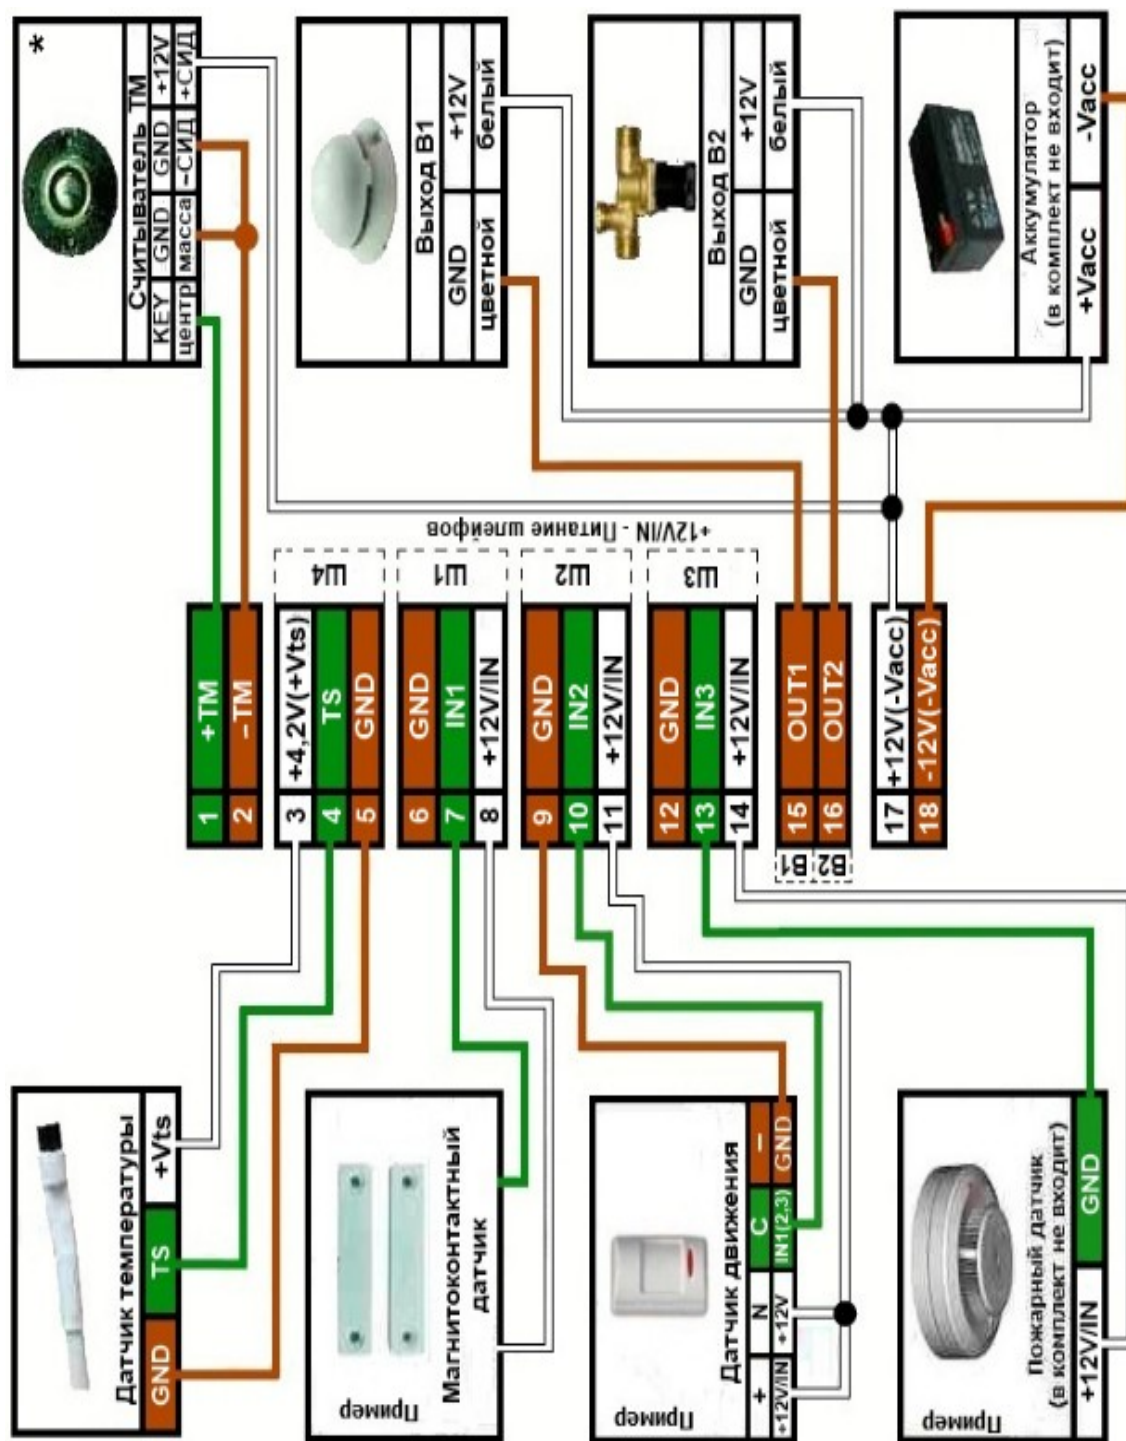 *
Считыватель ТМ
KEY GND GND +12V
центр масса –СИД +СИД
Выход В1
GND +12V
цветной белый
Выход В2
GND +12V
цветной белый
Аккумулятор
(в комплект не входит)
+Vacc -Vacc
+12V/IN - Питание шлейфов
Ш4
Ш1
Ш2
Ш3
1 +TM
2 –TM
3 +4,2V(+Vts)
4 TS
5 GND
6 GND
7 IN1
8 +12V/IN
9 GND
10 IN2
11 +12V/IN
12 GND
13 IN3
14 +12V/IN
15 OUT1
16 OUT2
17 +12V(-Vacc)
18 -12V(-Vacc)
В1
В2
Датчик температуры
GND TS +Vts
Пример
Магнитоконтактный
датчик
Пример
Датчик движения
+ N C –
+12V/IN +12V IN1(2,3) GND
Пример
Пожарный датчик
(в комплект не входит)
+12V/IN GND